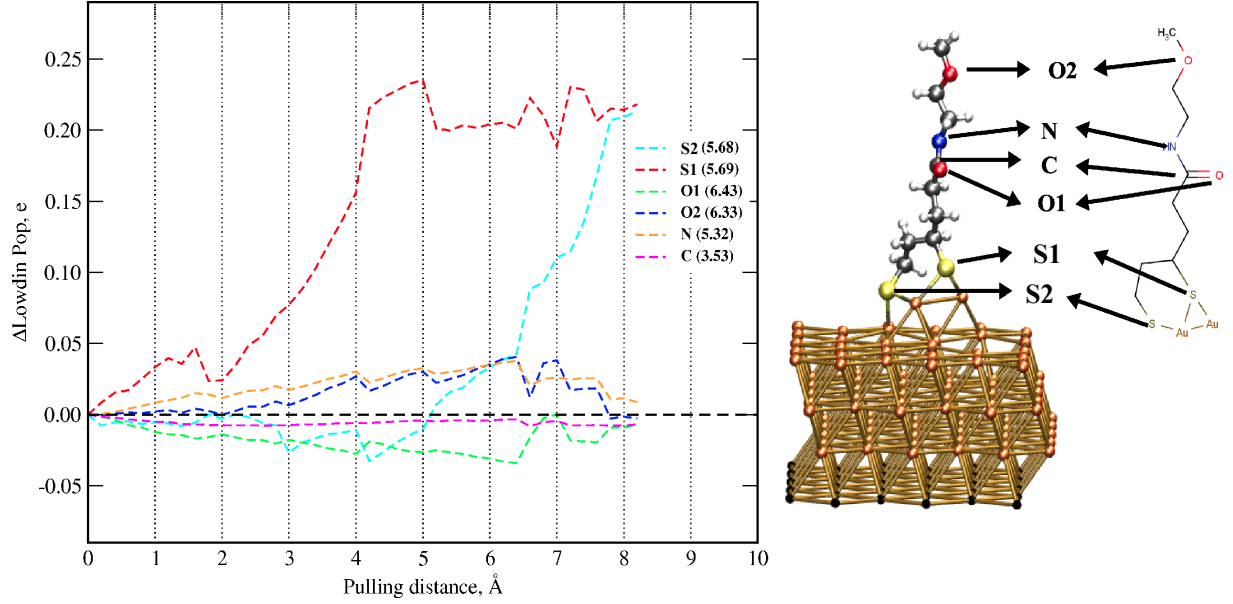 0.25
0.20
0.15
0.10
0.05
0.00
-0.05
ΔLowdin Pop, e
0 1 2 3 4 5 6 7 8 9 10
Pulling distance, Å
S2 (5.68)
S1 (5.69)
O1 (6.43)
O2 (6.33)
N (5.32)
C (3.53)
O2
N
C
O1
S1
S2
H₃C
O
HN
O
S
S
Au
Au